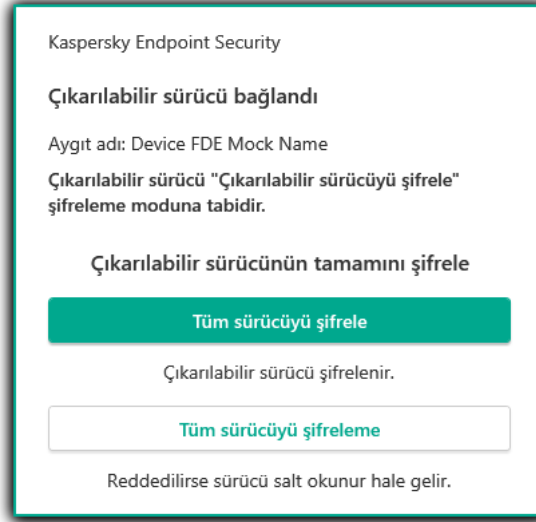 Kaspersky Endpoint Security
Çıkarılabilir sürücü bağlandı
Aygıt adı: Device FDE Mock Name
Çıkarılabilir sürücü "Çıkarılabilir sürücüyü şifrele"
şifreleme moduna tabidir.
Çıkarılabilir sürücünün tamamını şifrele
Tüm sürücüyü şifrele
Çıkarılabilir sürücü şifrelenir.
Tüm sürücüyü şifreleme
Reddedilirse sürücü salt okunur hale gelir.